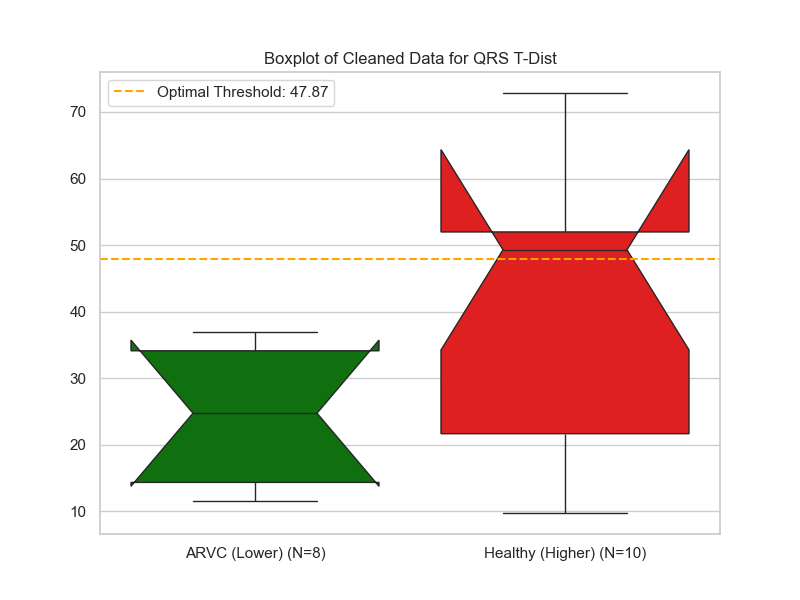 Boxplot of Cleaned Data for QRS T-Dist
Optimal Threshold: 47.87
70
60
50
40
30
20
10
ARVC (Lower) (N=8)
Healthy (Higher) (N=10)